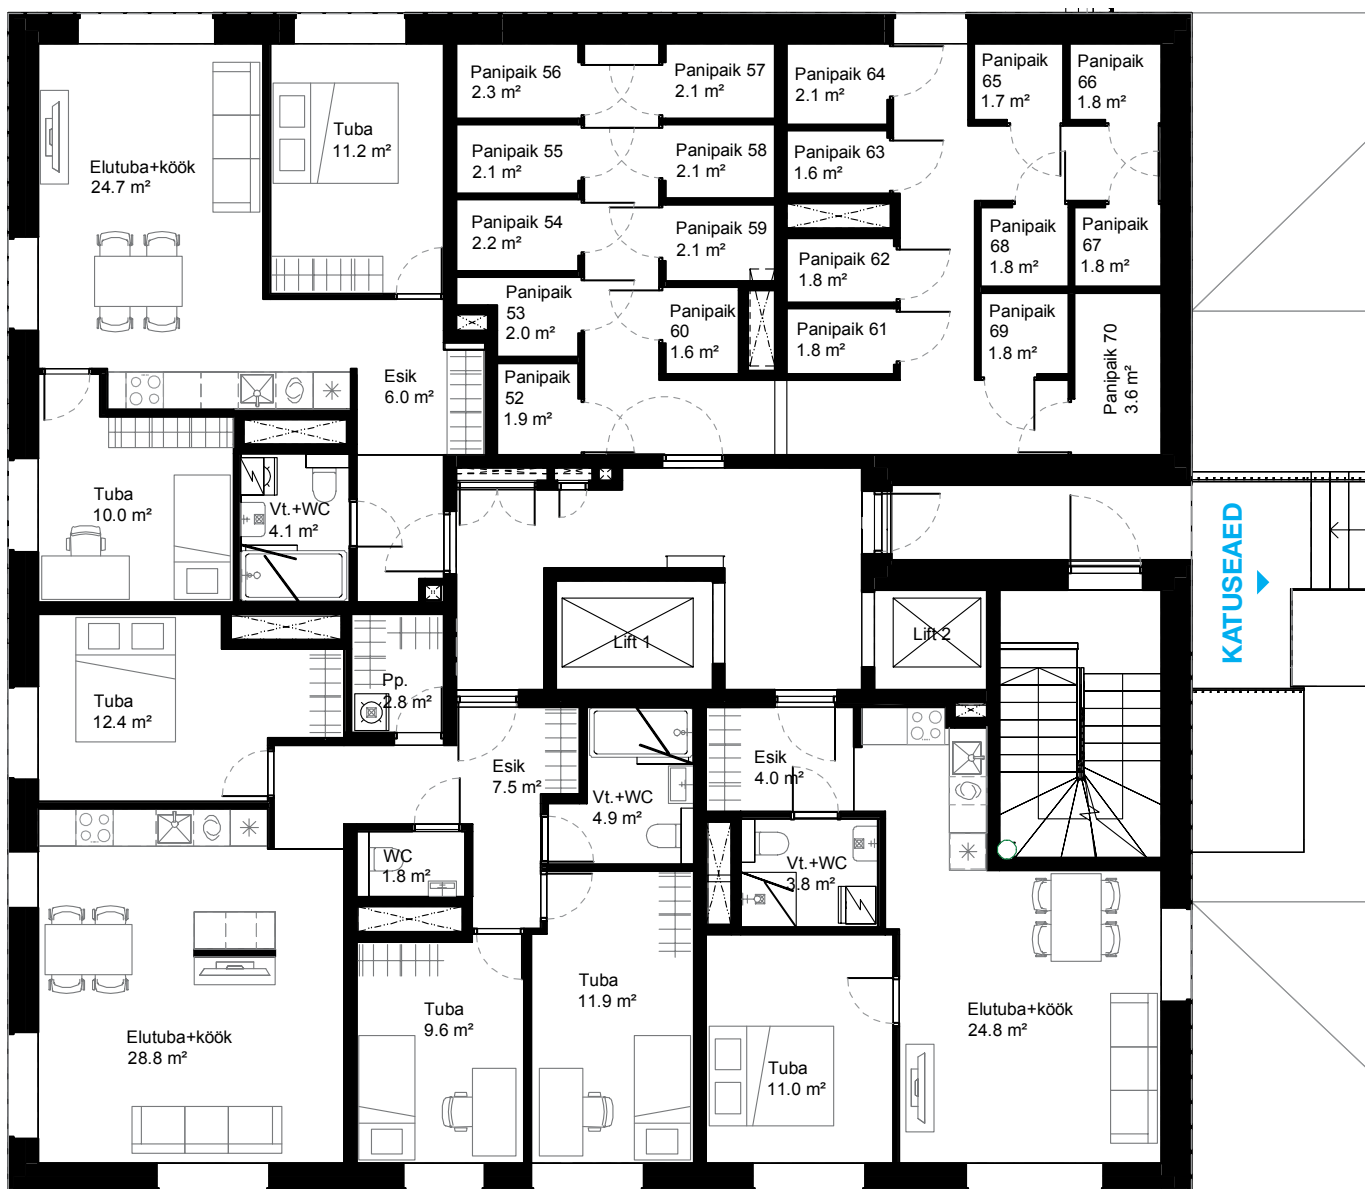 Elutuba+köök
24.7 m²
Tuba
11.2 m²
Panipaik 56
2.3 m²
Panipaik 57
2.1 m²
Panipaik 64
2.1 m²
Panipaik
65
1.7 m²
Panipaik
66
1.8 m²
Panipaik 55
2.1 m²
Panipaik 58
2.1 m²
Panipaik 63
1.6 m²
Panipaik 54
2.2 m²
Panipaik 59
2.1 m²
Panipaik 62
1.8 m²
Panipaik
68
1.8 m²
Panipaik
67
1.8 m²
Panipaik
53
2.0 m²
Panipaik
60
1.6 m²
Panipaik 61
1.8 m²
Panipaik
69
1.8 m²
Panipaik 70
3.6 m²
Esik
6.0 m²
Panipaik
52
1.9 m²
Tuba
10.0 m²
Vt.+WC
4.1 m²
KATUSEAED
Lift 1
Lift 2
Tuba
12.4 m²
Pp.
2.8 m²
Esik
7.5 m²
Vt.+WC
4.9 m²
Esik
4.0 m²
WC
1.8 m²
Vt.+WC
3.8 m²
Elutuba+köök
28.8 m²
Tuba
9.6 m²
Tuba
11.9 m²
Tuba
11.0 m²
Elutuba+köök
24.8 m²